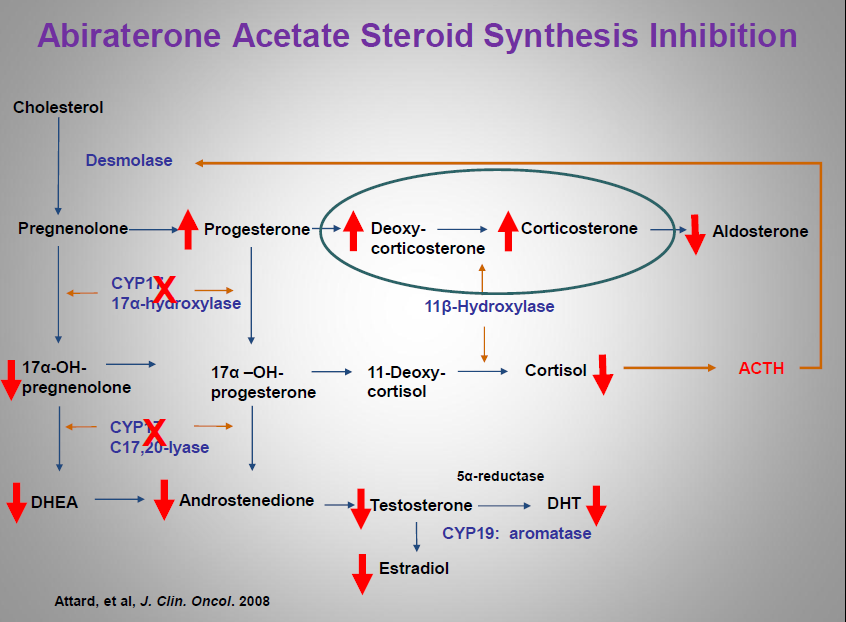 Abiraterone Acetate Steroid Synthesis Inhibition
Cholesterol
Desmolase
Pregnenolone
Progesterone
Deoxy-
corticosterone
Corticosterone
Aldosterone
CYP17
17α-hydroxylase
11β-Hydroxylase
17α-OH-
pregnenolone
17α –OH-
progesterone
11-Deoxy-
cortisol
Cortisol
ACTH
CYP17
C17,20-lyase
5α-reductase
DHEA
Androstenedione
Testosterone
DHT
CYP19: aromatase
Estradiol
Attard, et al, J. Clin. Oncol. 2008